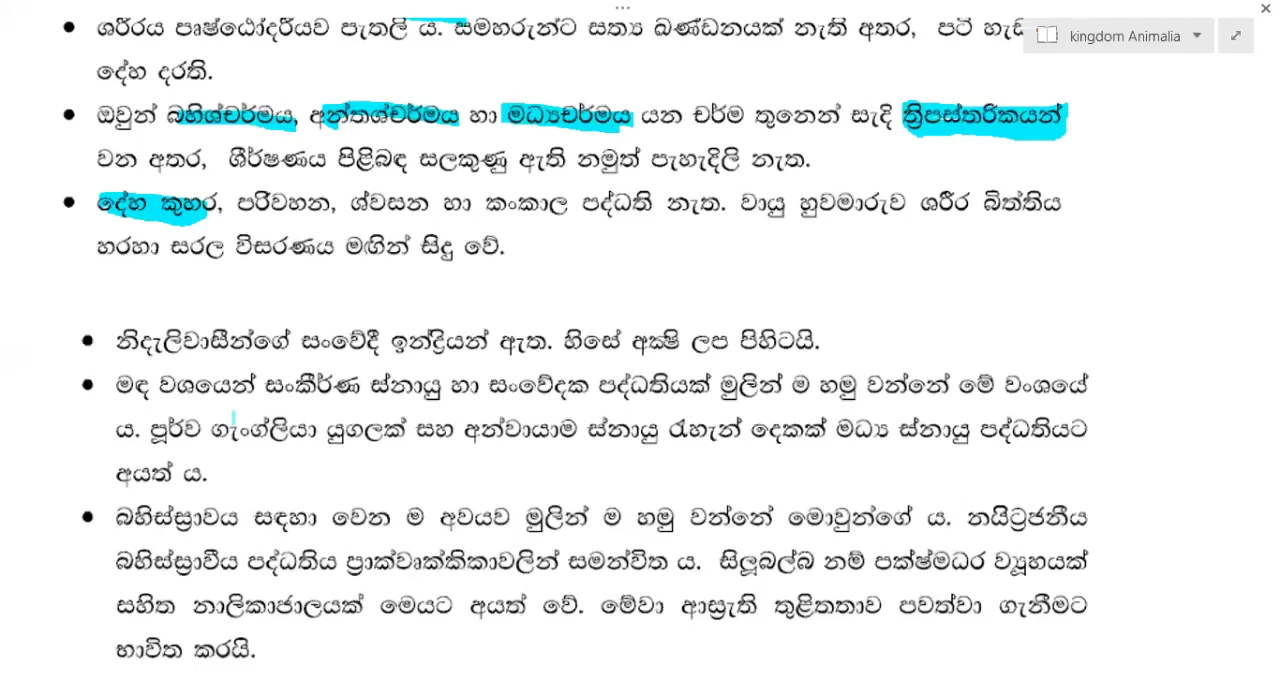 • ශරීරය පෘෂ්ඨෝදරීයව පැතලි ය. සමහරුන්ට සත්‍ය ඛණ්ඩනයක් නැති අතර, පටි
kingdom Animalia
දේහ දරති.
• ඔවුන් බහිශ්චර්මය, අන්තශ්චර්මය හා මධ්‍යචර්මය යන චර්ම තුනෙන් සැදි ත්‍රිපස්තරිකයන්
වන අතර, ශීර්ෂණය පිළිබඳ සලකුණු ඇති නමුත් පැහැදිලි නැත.
• දේහ කුහර, පරිවහන, ශ්වසන හා කංකාල පද්ධති නැත. වායු හුවමාරුව ශරීර බිත්තිය
හරහා සරල විසරණය මඟින් සිදු වේ.
• නිදැලිවාසීන්ගේ සංවේදී ඉන්ද්‍රියන් ඇත. හිසේ අක්‍ෂි ලප පිහිටයි.
• මඳ වශයෙන් සංකීර්ණ ස්නායු හා සංවේදක පද්ධතියක් මුලින් ම හමු වන්නේ මේ වංශයේ
ය. පූර්ව ගැංග්ලියා යුගලක් සහ අන්වායාම ස්නායු රැහැන් දෙකක් මධ්‍ය ස්නායු පද්ධතියට
අයත් ය.
• බහිස්ස්‍රාවය සඳහා වෙන ම අවයව මුලින් ම හමු වන්නේ මොවුන්ගේ ය. නයිට්‍රජනීය
බහිස්ස්‍රාවීය පද්ධතිය ප්‍රාක්වෘක්කිකාවලින් සමන්විත ය. සිලූබල්බ නම් පක්ෂ්මධර ව්‍යූහයක්
සහිත නාලිකාජාලයක් මෙයට අයත් වේ. මේවා ආස්‍රැති තුළිතතාව පවත්වා ගැනීමට
භාවිත කරයි.